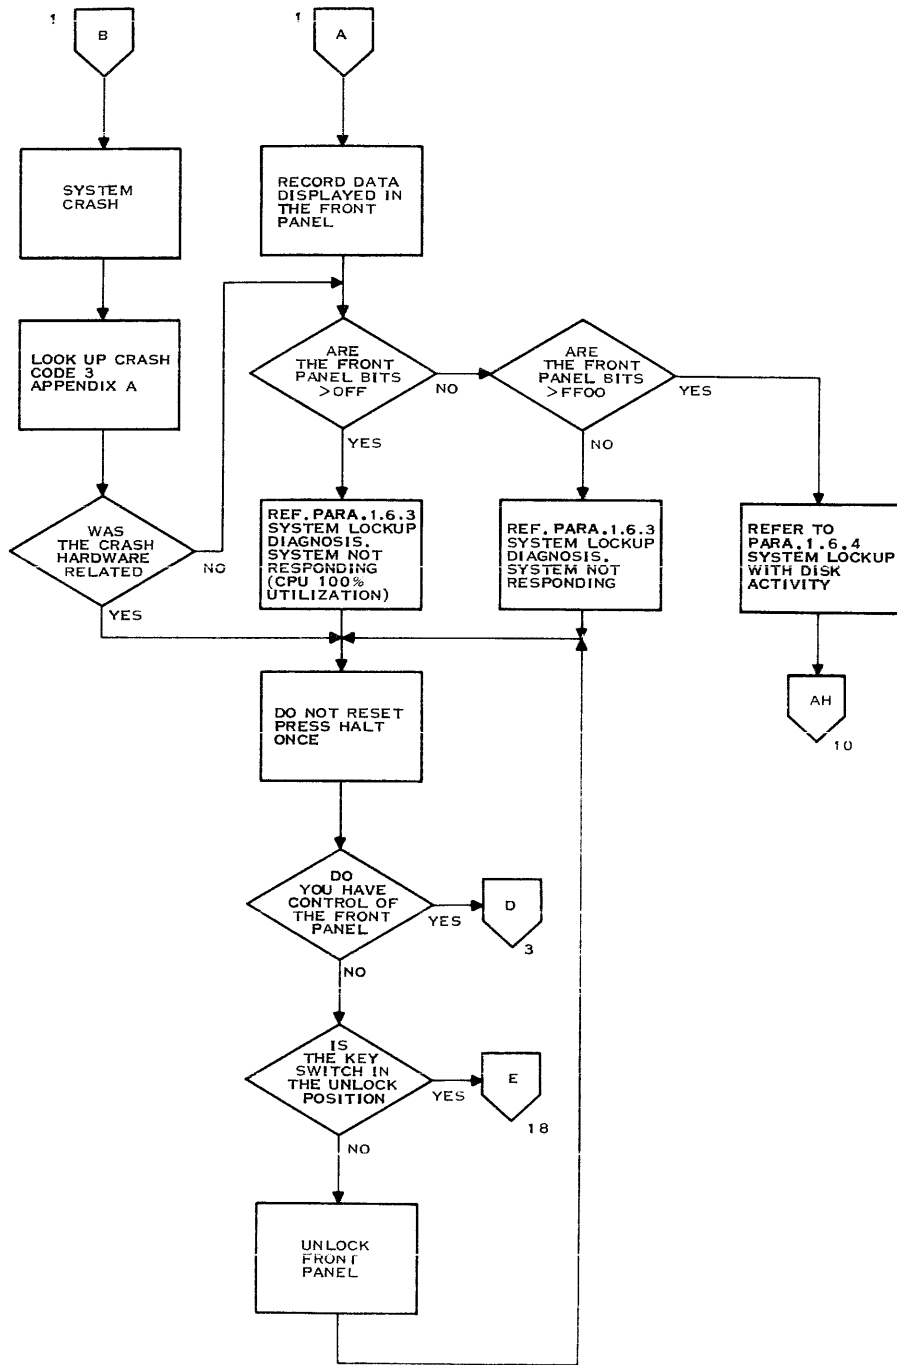 1
B
1
A
SYSTEM
CRASH
RECORD DATA
DISPLAYED IN
THE FRONT
PANEL
LOOK UP CRASH
CODE 3
APPENDIX A
ARE
THE FRONT
PANEL BITS
>OFF
NO
YES
ARE
THE FRONT
PANEL BITS
>FF00
YES
NO
WAS
THE CRASH
HARDWARE
RELATED
NO
YES
REF. PARA. 1.6.3
SYSTEM LOCKUP
DIAGNOSIS.
SYSTEM NOT
RESPONDING
(CPU 100%
UTILIZATION)
REF. PARA. 1.6.3
SYSTEM LOCKUP
DIAGNOSIS.
SYSTEM NOT
RESPONDING
REFER TO
PARA. 1.6.4
SYSTEM LOCKUP
WITH DISK
ACTIVITY
AH
10
DO NOT RESET
PRESS HALT
ONCE
DO
YOU HAVE
CONTROL OF
THE FRONT
PANEL
YES
D
3
NO
IS
THE KEY
SWITCH IN
THE UNLOCK
POSITION
YES
E
18
NO
UNLOCK
FRONT
PANEL